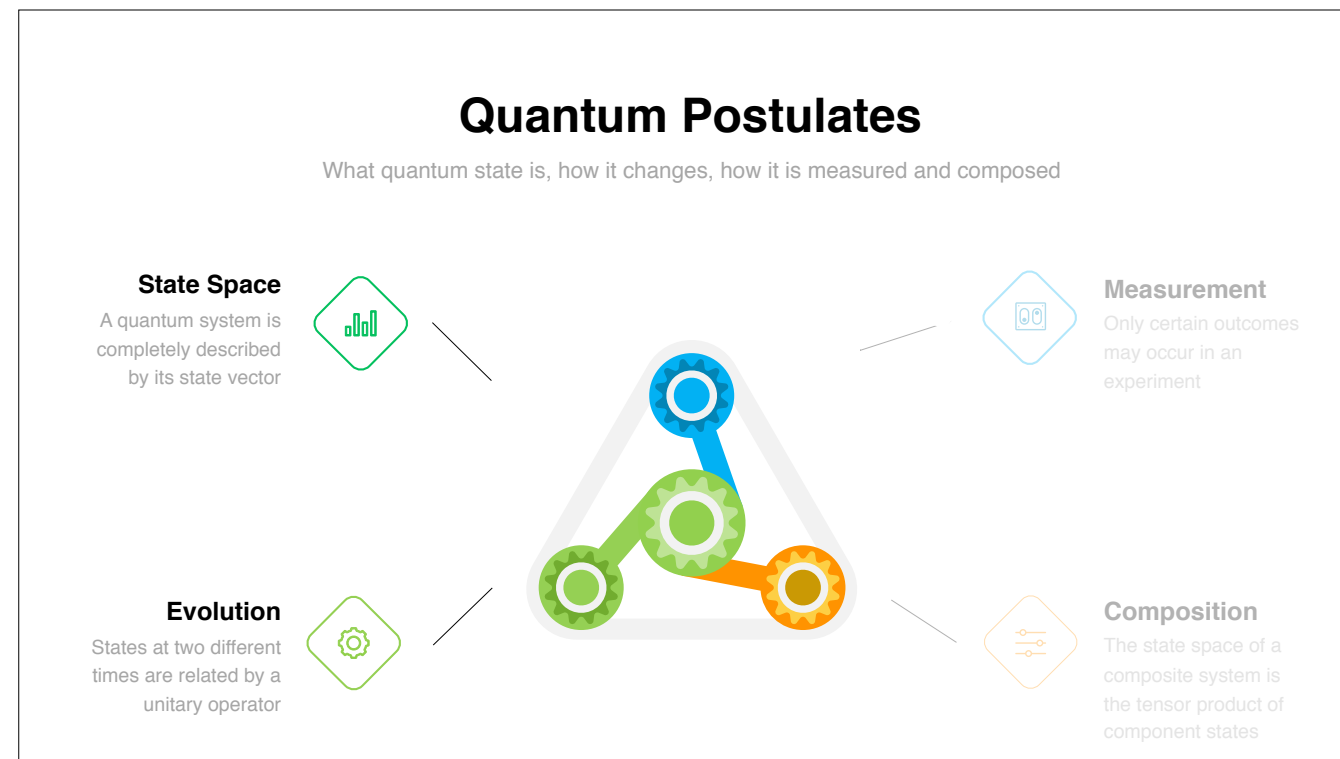 Quantum Postulates
What quantum state is, how it changes, how it is measured and composed
State Space
A quantum system is
completely described
by its state vector
Measurement
Only certain outcomes
may occur in an
experiment
Evolution
States at two different
times are related by a
unitary operator
Composition
The state space of a
composite system is
the tensor product of
component states